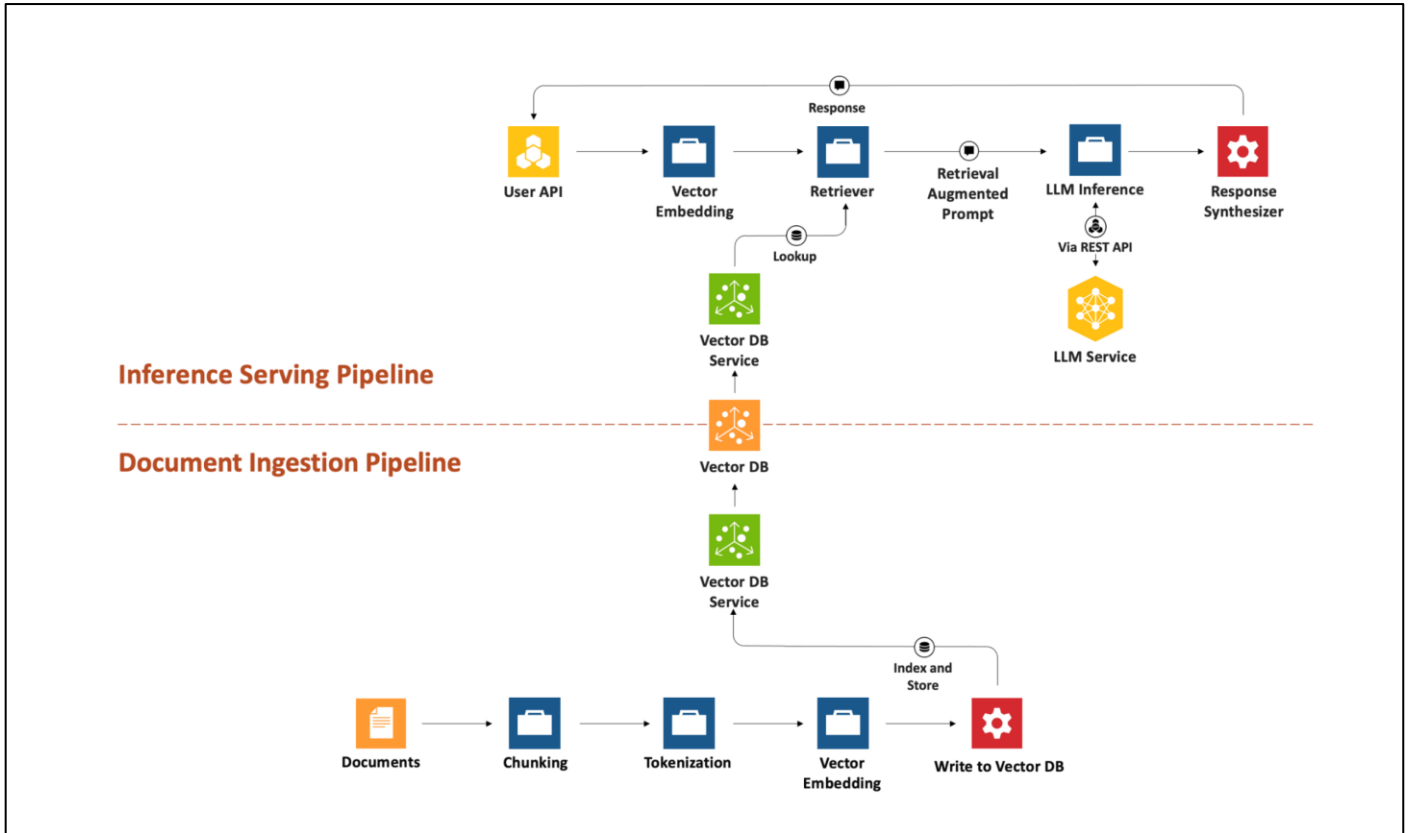 Response
User API
Vector
Embedding
Retriever
Retrieval
Augmented
Prompt
LLM Inference
Response
Synthesizer
Via REST API
Lookup
LLM Service
Vector DB
Service
Inference Serving Pipeline
Document Ingestion Pipeline
Vector DB
Vector DB
Service
Index and
Store
Documents
Chunking
Tokenization
Vector
Embedding
Write to Vector DB